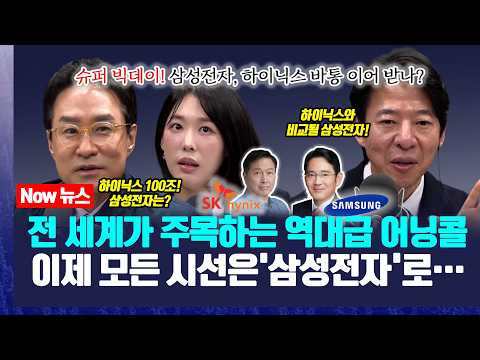 슈퍼 빅데이! 삼성전자, 하이닉스 바통 이어 받나?
하이닉스와
비교될 삼성전자!
Now 뉴스
하이닉스 100조!
삼성전자는?
SK hynix
SAMSUNG
전 세계가 주목하는 역대급 어닝콜
이제 모든 시선은'삼성전자'로…